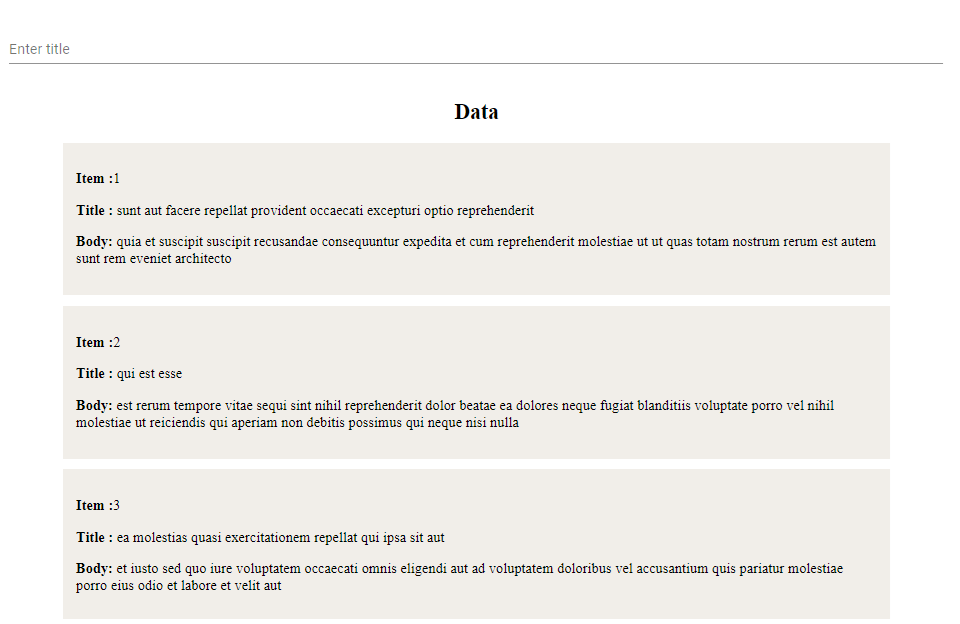 Enter title
Data
Item :1
Title : sunt aut facere repellat provident occaecati excepturi optio reprehenderit
Body: quia et suscipit suscipit recusandae consequuntur expedita et cum reprehenderit molestiae ut ut quas totam nostrum rerum est autem
sunt rem eveniet architecto
Item :2
Title : qui est esse
Body: est rerum tempore vitae sequi sint nihil reprehenderit dolor beatae ea dolores neque fugiat blanditiis voluptate porro vel nihil
molestiae ut reiciendis qui aperiam non debitis possimus qui neque nisi nulla
Item :3
Title : ea molestias quasi exercitationem repellat qui ipsa sit aut
Body: et iusto sed quo iure voluptatem occaecati omnis eligendi aut ad voluptatem doloribus vel accusantium quis pariatur molestiae
porro eius odio et labore et velit aut